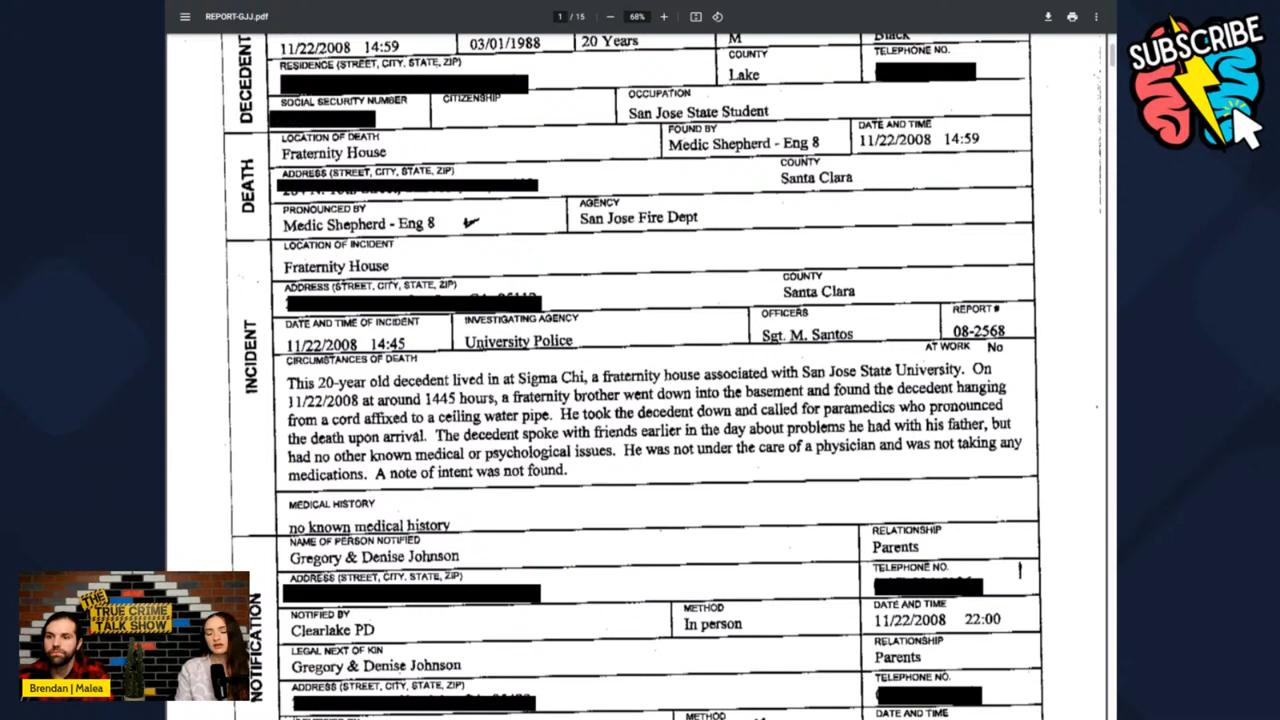 REPORT-GJJ.pdf
1 / 15
68%
SUBSCRIBE
DECEDENT
11/22/2008 14:59
03/01/1988
20 Years
M
Black
RESIDENCE (STREET, CITY, STATE, ZIP)
COUNTY
Lake
TELEPHONE NO.
SOCIAL SECURITY NUMBER
CITIZENSHIP
OCCUPATION
San Jose State Student
DEATH
LOCATION OF DEATH
Fraternity House
FOUND BY
Medic Shepherd - Eng 8
DATE AND TIME
11/22/2008 14:59
ADDRESS (STREET, CITY, STATE, ZIP)
COUNTY
Santa Clara
PRONOUNCED BY
Medic Shepherd - Eng 8
AGENCY
San Jose Fire Dept
INCIDENT
LOCATION OF INCIDENT
Fraternity House
ADDRESS (STREET, CITY, STATE, ZIP)
COUNTY
Santa Clara
DATE AND TIME OF INCIDENT
11/22/2008 14:45
INVESTIGATING AGENCY
University Police
OFFICERS
Sgt. M. Santos
REPORT #
08-2568
CIRCUMSTANCES OF DEATH
AT WORK No
This 20-year old decedent lived in at Sigma Chi, a fraternity house associated with San Jose State University. On
11/22/2008 at around 1445 hours, a fraternity brother went down into the basement and found the decedent hanging
from a cord affixed to a ceiling water pipe. He took the decedent down and called for paramedics who pronounced
the death upon arrival. The decedent spoke with friends earlier in the day about problems he had with his father, but
had no other known medical or psychological issues. He was not under the care of a physician and was not taking any
medications. A note of intent was not found.
MEDICAL HISTORY
no known medical history
NOTIFICATION
NAME OF PERSON NOTIFIED
Gregory & Denise Johnson
RELATIONSHIP
Parents
ADDRESS (STREET, CITY, STATE, ZIP)
TELEPHONE NO.
NOTIFIED BY
Clearlake PD
METHOD
In person
DATE AND TIME
11/22/2008 22:00
LEGAL NEXT OF KIN
Gregory & Denise Johnson
RELATIONSHIP
Parents
ADDRESS (STREET, CITY, STATE, ZIP)
TELEPHONE NO.
METHOD
DATE AND TIME
THE
TRUE CRIME
TALK SHOW
Brendan | Malea